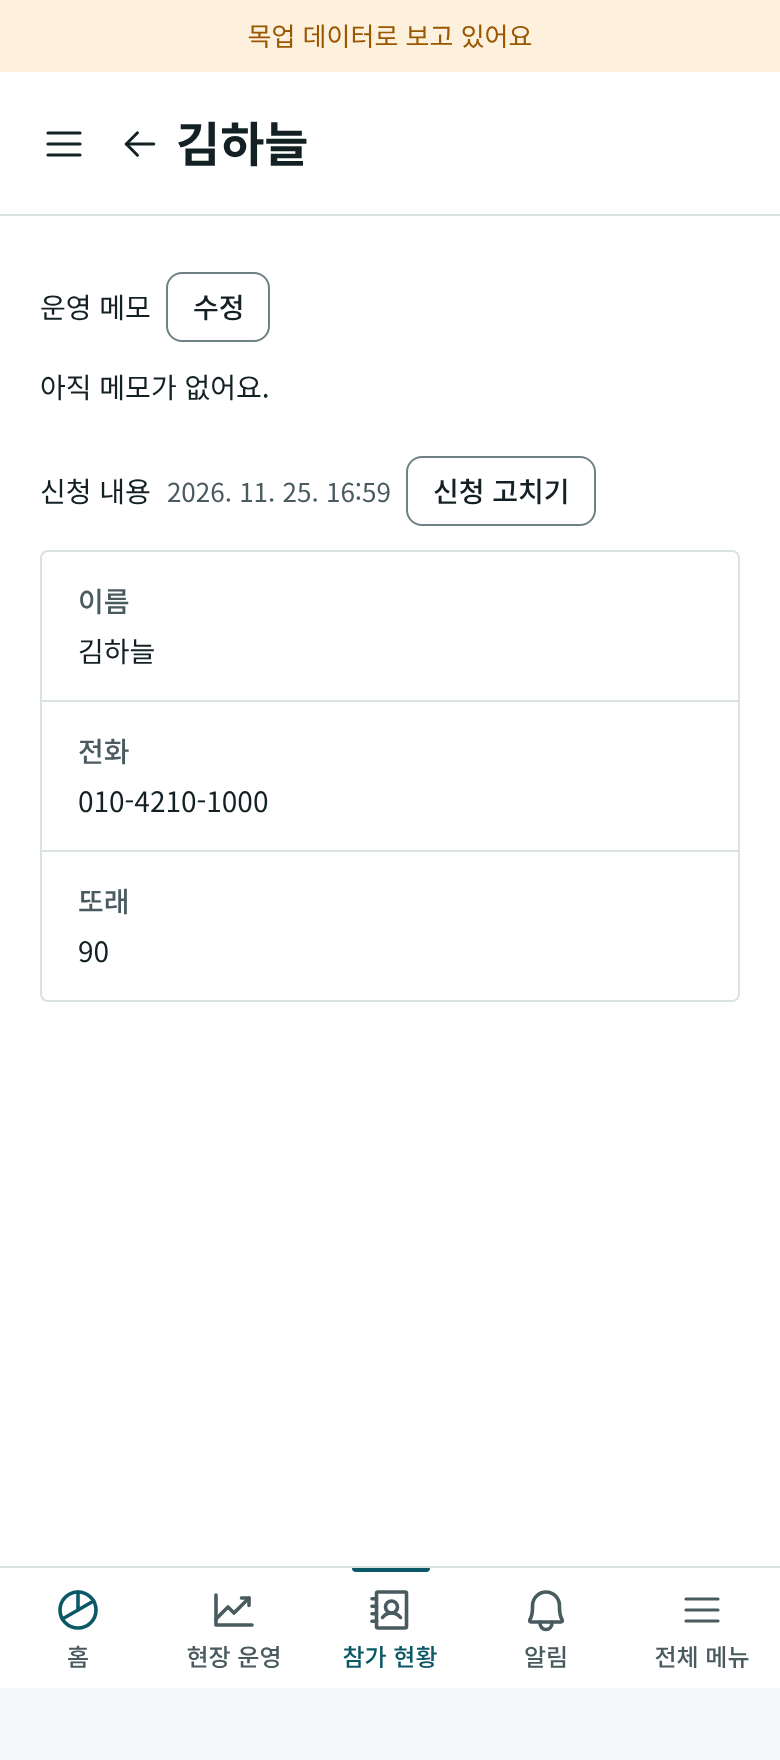 목업 데이터로 보고 있어요
김하늘
운영 메모 수정
아직 메모가 없어요.
신청 내용 2026. 11. 25. 16:59 신청 고치기
이름
김하늘
전화
010-4210-1000
또래
90
홈 현장 운영 참가 현황 알림 전체 메뉴